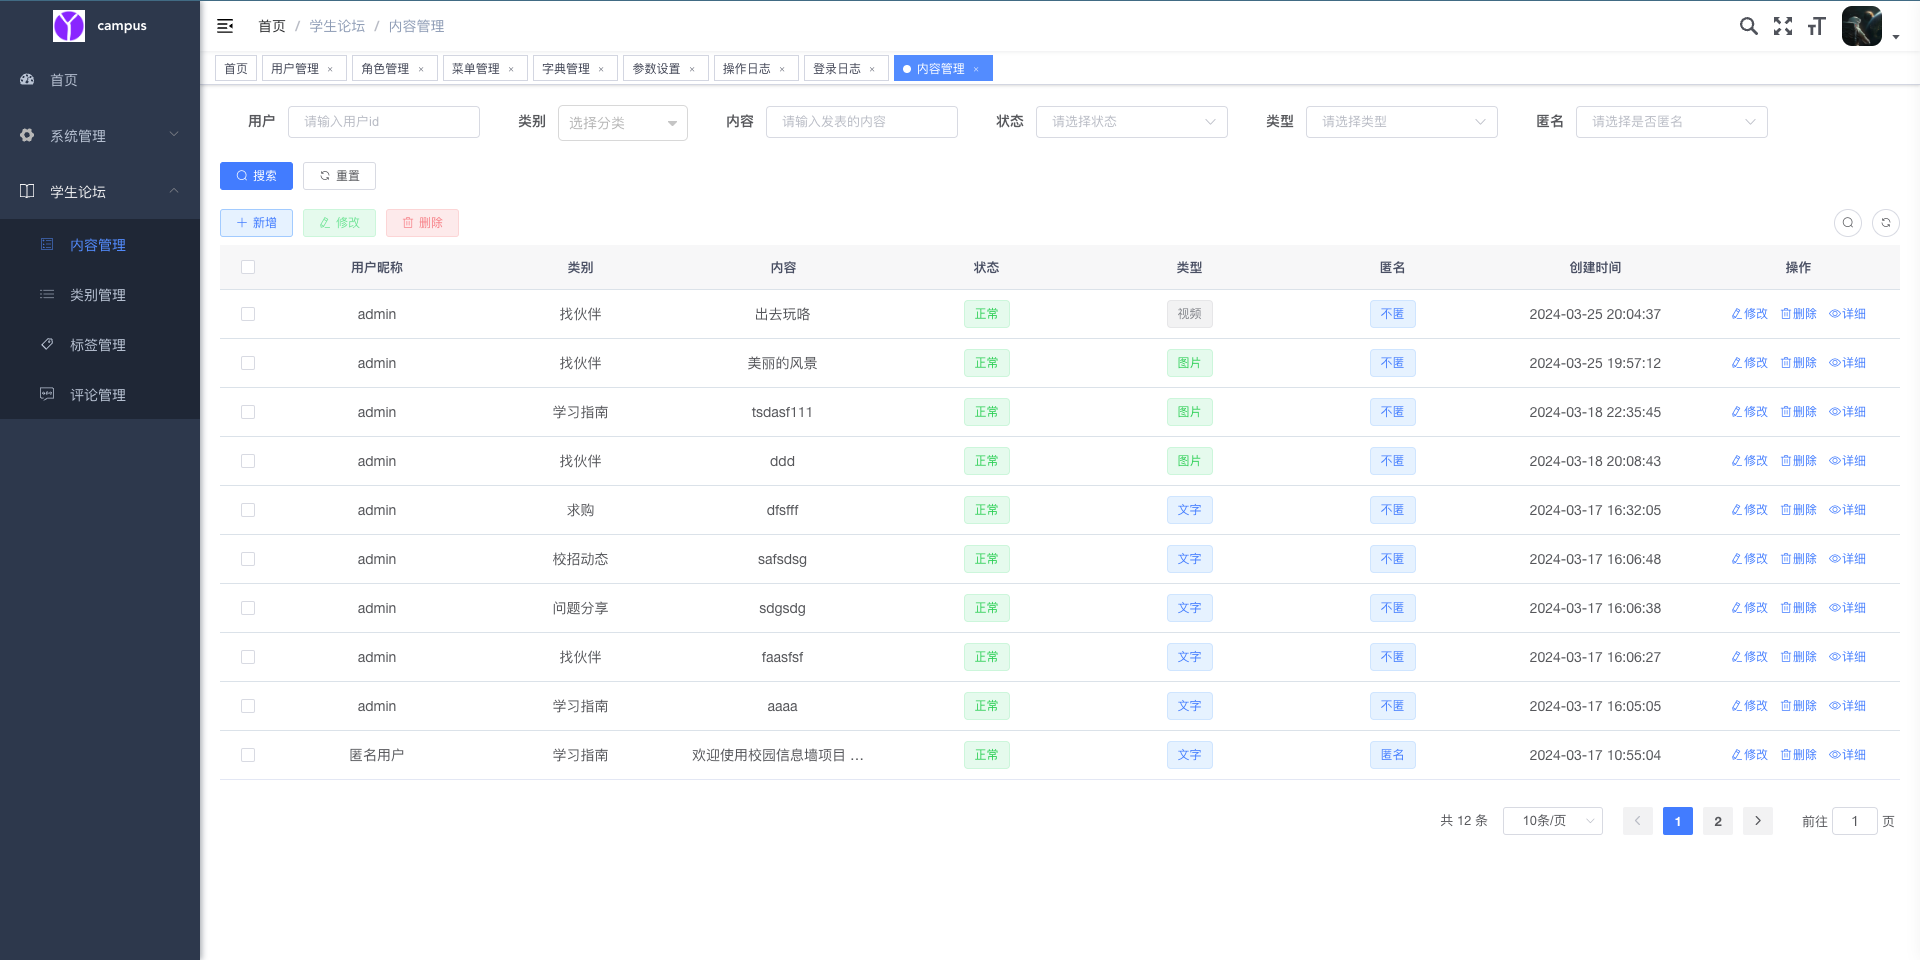 campus
首页
系统管理
学生论坛
内容管理
类别管理
标签管理
评论管理
首页 / 学生论坛 / 内容管理
首页 用户管理 × 角色管理 × 菜单管理 × 字典管理 × 参数设置 × 操作日志 × 登录日志 × 内容管理 ×
用户 请输入用户id 类别 选择分类 内容 请输入发表的内容 状态 请选择状态 类型 请选择类型 匿名 请选择是否匿名
搜索 重置
新增 修改 删除
用户昵称 类别 内容 状态 类型 匿名 创建时间 操作
admin 找伙伴 出去玩咯 正常 视频 不匿 2024-03-25 20:04:37 修改 删除 详细
admin 找伙伴 美丽的风景 正常 图片 不匿 2024-03-25 19:57:12 修改 删除 详细
admin 学习指南 tsdasf111 正常 图片 不匿 2024-03-18 22:35:45 修改 删除 详细
admin 找伙伴 ddd 正常 图片 不匿 2024-03-18 20:08:43 修改 删除 详细
admin 求购 dfsfff 正常 文字 不匿 2024-03-17 16:32:05 修改 删除 详细
admin 校招动态 safsdsg 正常 文字 不匿 2024-03-17 16:06:48 修改 删除 详细
admin 问题分享 sdgsdg 正常 文字 不匿 2024-03-17 16:06:38 修改 删除 详细
admin 找伙伴 faasfsf 正常 文字 不匿 2024-03-17 16:06:27 修改 删除 详细
admin 学习指南 aaaa 正常 文字 不匿 2024-03-17 16:05:05 修改 删除 详细
匿名用户 学习指南 欢迎使用校园信息墙项目 ... 正常 文字 匿名 2024-03-17 10:55:04 修改 删除 详细
共 12 条 10条/页 1 2 前往 1 页